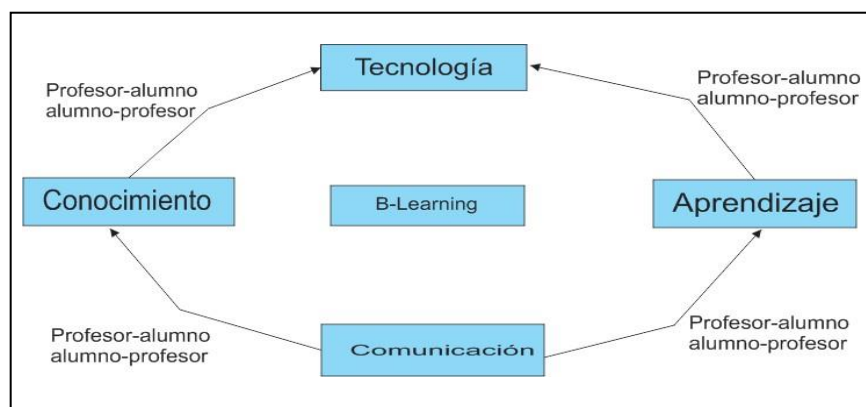 Tecnología
Profesor-alumno
alumno-profesor
Profesor-alumno
alumno-profesor
Conocimiento
B-Learning
Aprendizaje
Profesor-alumno
alumno-profesor
Comunicación
Profesor-alumno
alumno-profesor